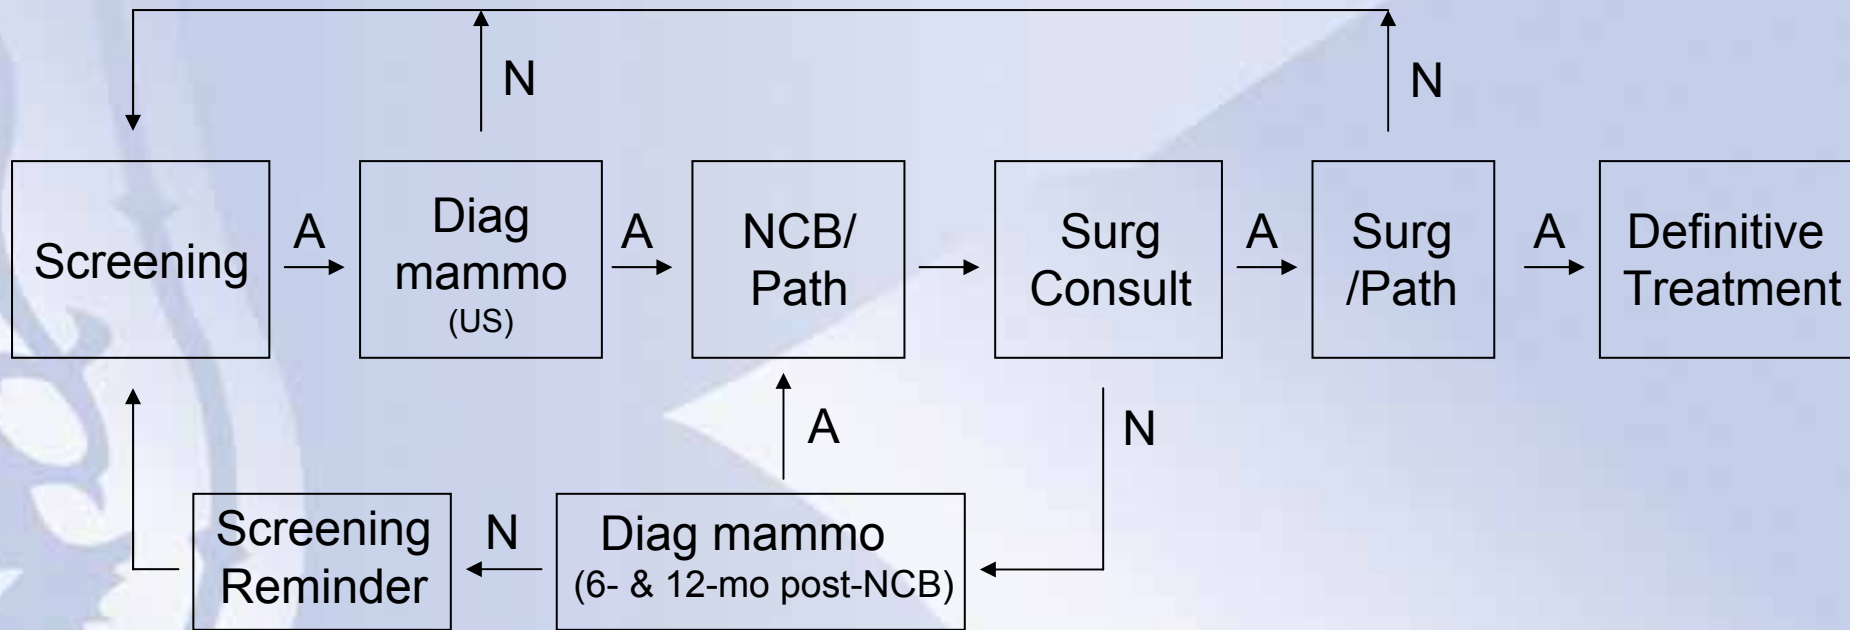 N
N
Screening
A
Diag
mammo
(US)
A
NCB/
Path
Surg
Consult
A
Surg
/Path
A
Definitive
Treatment
A
N
Screening
Reminder
N
Diag mammo
(6- & 12-mo post-NCB)